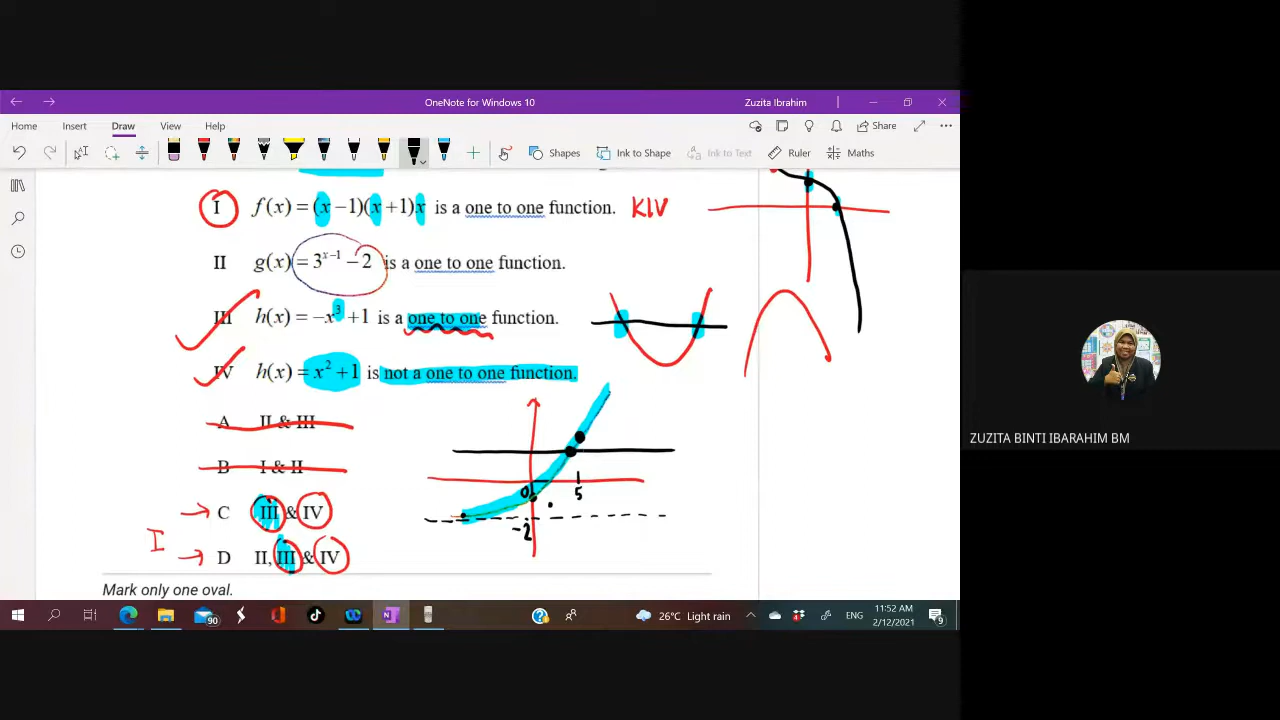 OneNote for Windows 10
Zuzita Ibrahim
Home Insert Draw View Help
Share
Shapes Ink to Shape Ink to Text Ruler Maths
I f(x) = (x−1)(x+1)x is a one to one function. KIV
II g(x) = 3^{x−1} − 2 is a one to one function.
III h(x) = −x³ + 1 is a one to one function.
IV h(x) = x² + 1 is not a one to one function.
A II & III
B I & II
C III & IV
I
D II, III & IV
0
5
−2
Mark only one oval.
ZUZITA BINTI IBARAHIM BM
90
26°C Light rain
ENG
11:52 AM
2/12/2021
9